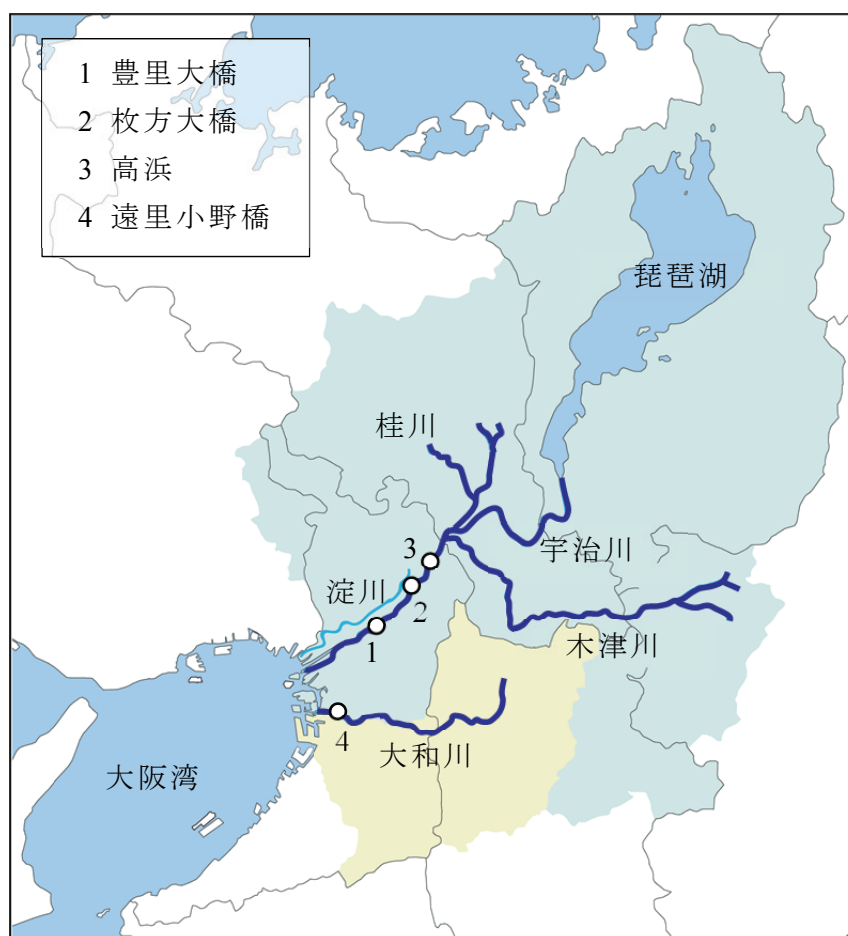 1 豊里大橋
2 枚方大橋
3 高浜
4 遠里小野橋
琵琶湖
桂川
3
宇治川
淀川
2
1
木津川
4
大和川
大阪湾